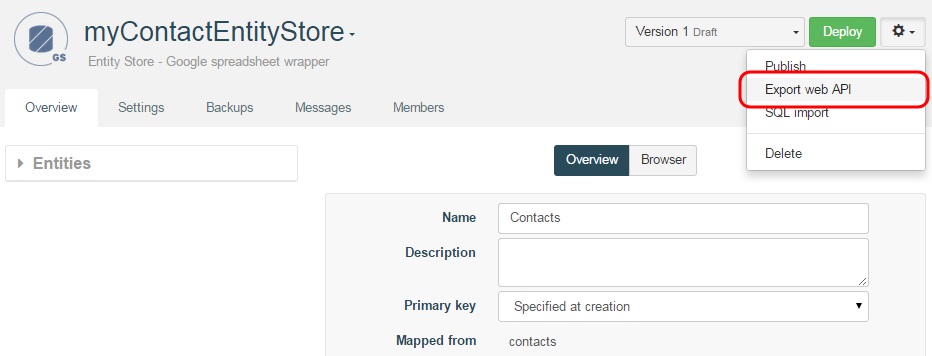 myContactEntityStore
GS
Entity Store - Google spreadsheet wrapper
Version 1 Draft
Deploy
Publish
Export web API
SQL import
Delete
Overview Settings Backups Messages Members
Entities
Overview Browser
Name Contacts
Description
Primary key Specified at creation
Mapped from contacts